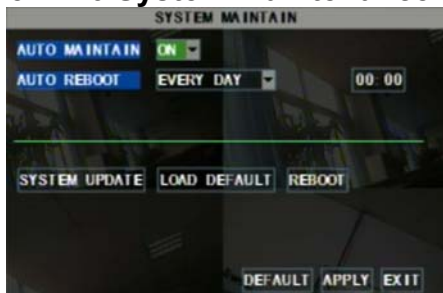 SYSTEM MAINTAIN
AUTO MAINTAIN ON
AUTO REBOOT EVERY DAY 00:00
SYSTEM UPDATE LOAD DEFAULT REBOOT
DEFAULT APPLY EXIT